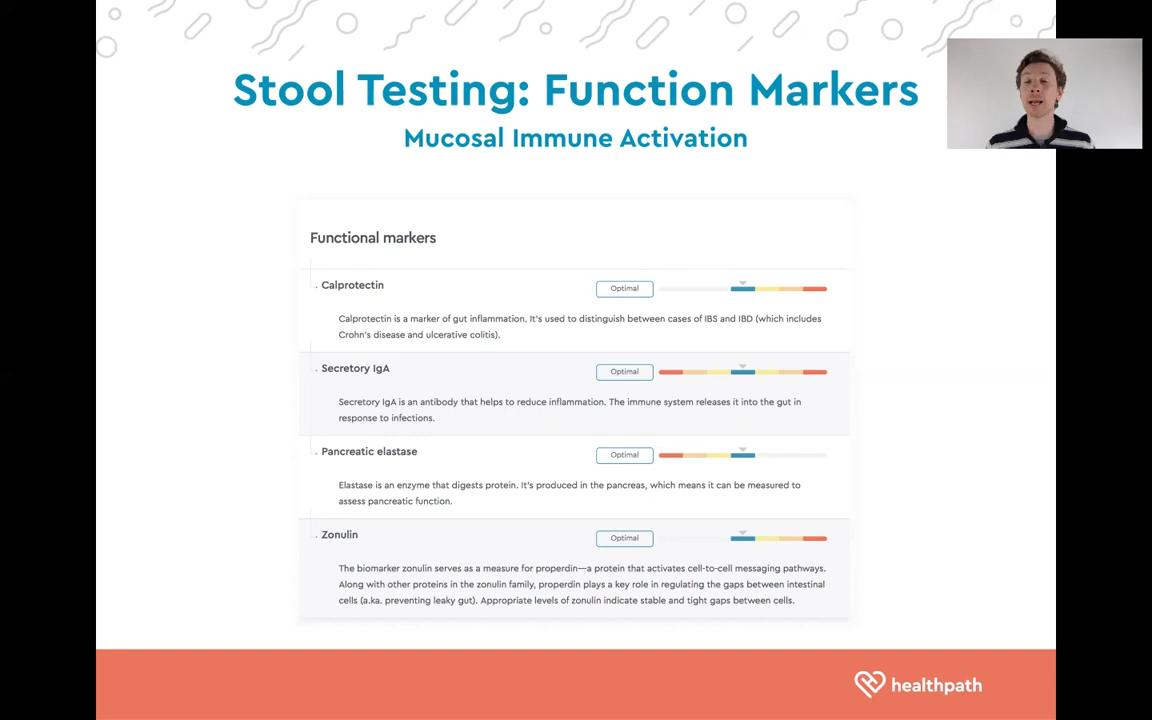 Stool Testing: Function Markers
Mucosal Immune Activation
Functional markers
Calprotectin
Optimal
Calprotectin is a marker of gut inflammation. It's used to distinguish between cases of IBS and IBD (which includes
Crohn's disease and ulcerative colitis).
Secretory IgA
Optimal
Secretory IgA is an antibody that helps to reduce inflammation. The immune system releases it into the gut in
response to infections.
Pancreatic elastase
Optimal
Elastase is an enzyme that digests protein. It's produced in the pancreas, which means it can be measured to
assess pancreatic function.
Zonulin
Optimal
The biomarker zonulin serves as a measure for properdin—a protein that activates cell-to-cell messaging pathways.
Along with other proteins in the zonulin family, properdin plays a key role in regulating the gaps between intestinal
cells (a.ka. preventing leaky gut). Appropriate levels of zonulin indicate stable and tight gaps between cells.
healthpath